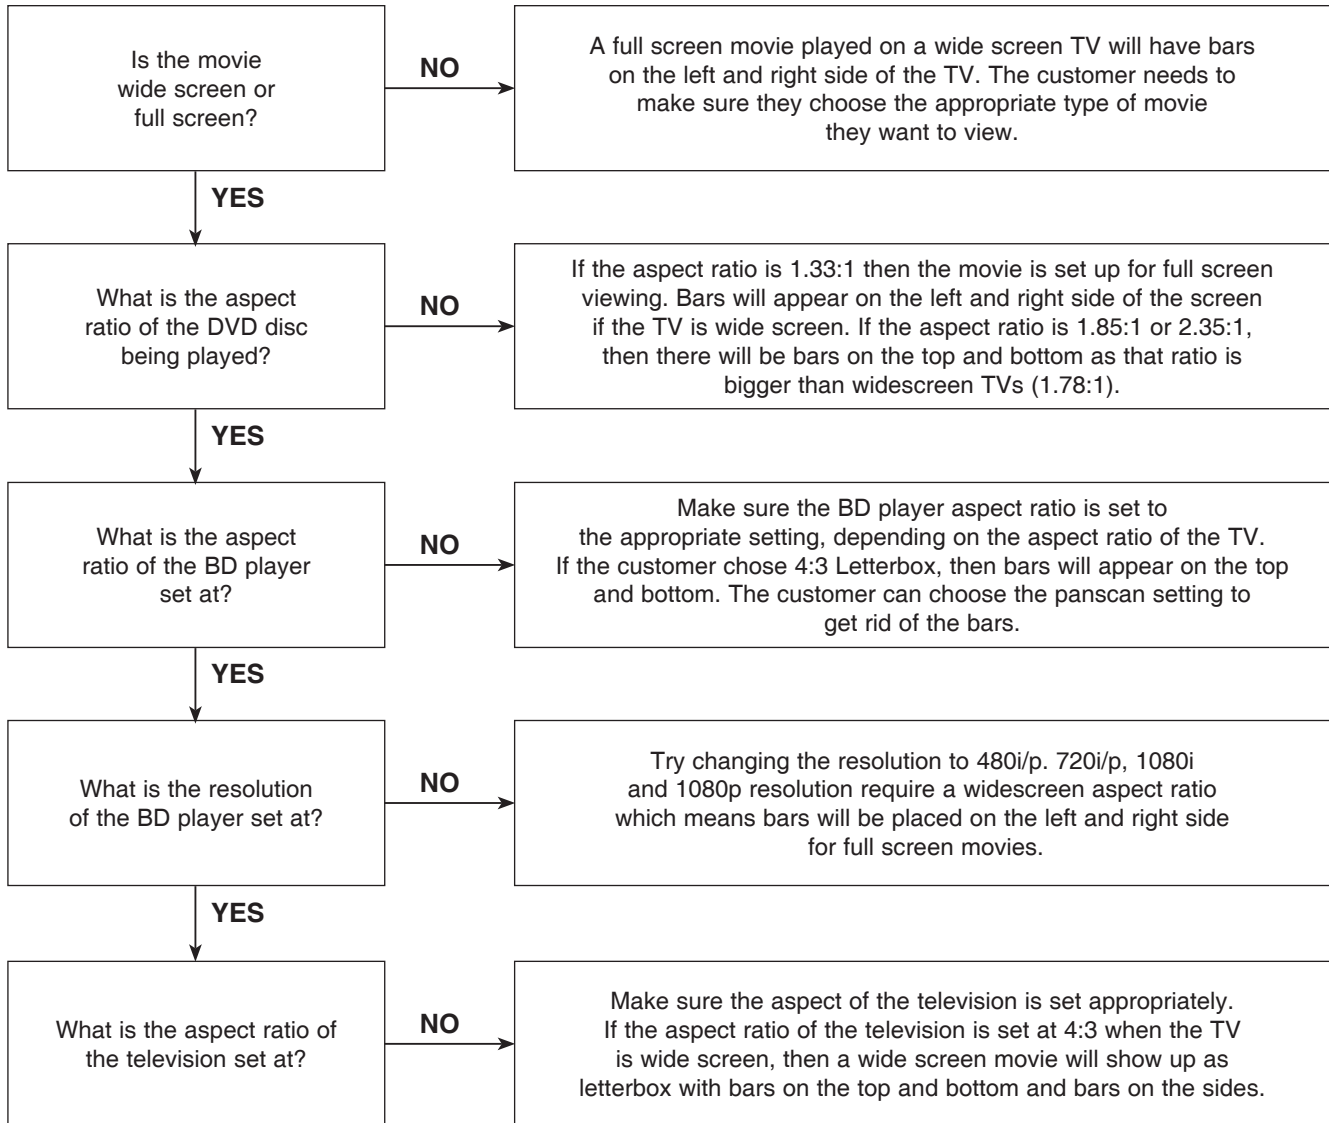 Is the movie
wide screen or
full screen?
NO
A full screen movie played on a wide screen TV will have bars
on the left and right side of the TV. The customer needs to
make sure they choose the appropriate type of movie
they want to view.
YES
What is the aspect
ratio of the DVD disc
being played?
NO
If the aspect ratio is 1.33:1 then the movie is set up for full screen
viewing. Bars will appear on the left and right side of the screen
if the TV is wide screen. If the aspect ratio is 1.85:1 or 2.35:1,
then there will be bars on the top and bottom as that ratio is
bigger than widescreen TVs (1.78:1).
YES
What is the aspect
ratio of the BD player
set at?
NO
Make sure the BD player aspect ratio is set to
the appropriate setting, depending on the aspect ratio of the TV.
If the customer chose 4:3 Letterbox, then bars will appear on the top
and bottom. The customer can choose the panscan setting to
get rid of the bars.
YES
What is the resolution
of the BD player set at?
NO
Try changing the resolution to 480i/p. 720i/p, 1080i
and 1080p resolution require a widescreen aspect ratio
which means bars will be placed on the left and right side
for full screen movies.
YES
What is the aspect ratio of
the television set at?
NO
Make sure the aspect of the television is set appropriately.
If the aspect ratio of the television is set at 4:3 when the TV
is wide screen, then a wide screen movie will show up as
letterbox with bars on the top and bottom and bars on the sides.